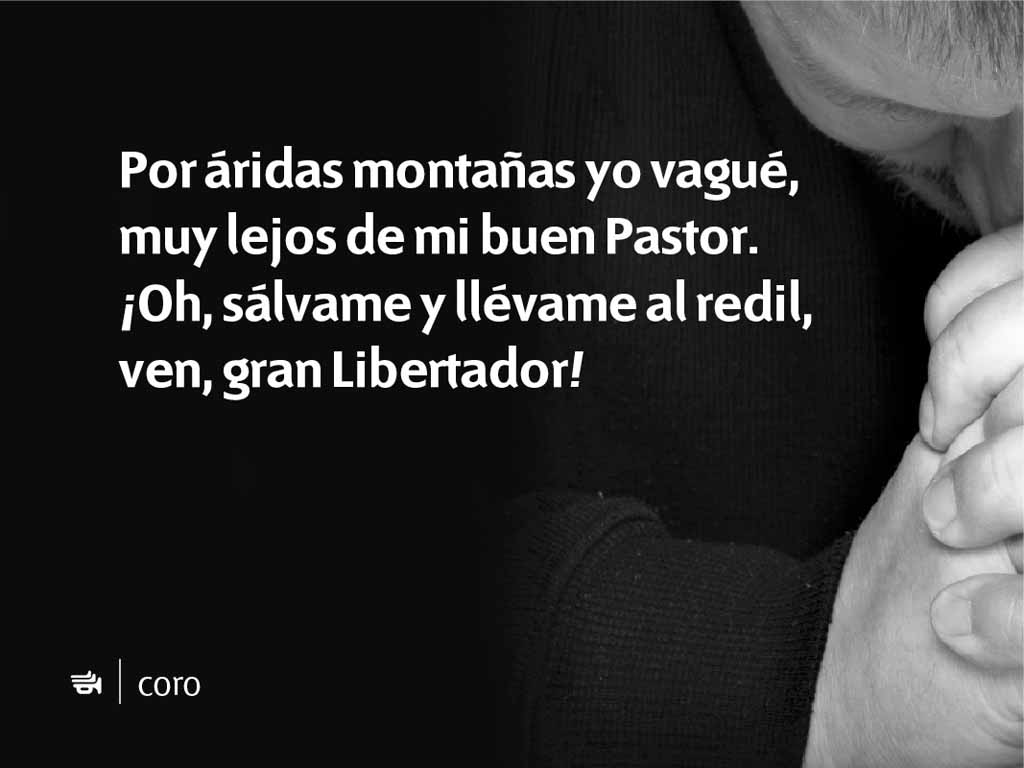 Por áridas montañas yo vagué,
muy lejos de mi buen Pastor.
¡Oh, sálvame y llévame al redil,
ven, gran Libertador!
coro